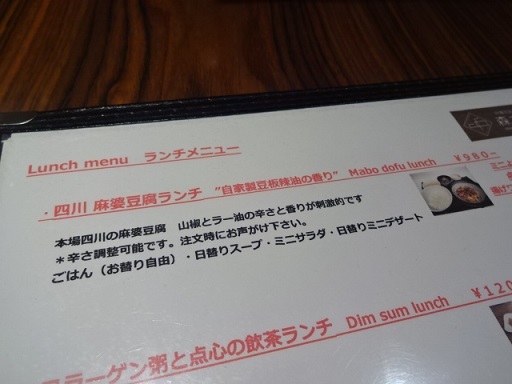 Lunch menu ランチメニュー
・四川 麻婆豆腐ランチ "自家製豆板辣油の香り" Mabo dofu lunch ￥980-
本場四川の麻婆豆腐 山椒とラー油の辛さと香りが刺激的です
＊辛さ調整可能です。注文時にお声がけ下さい。
ごはん（お替り自由）・日替りスープ・ミニサラダ・日替りミニデザート
コラーゲン粥と点心の飲茶ランチ Dim sum lunch